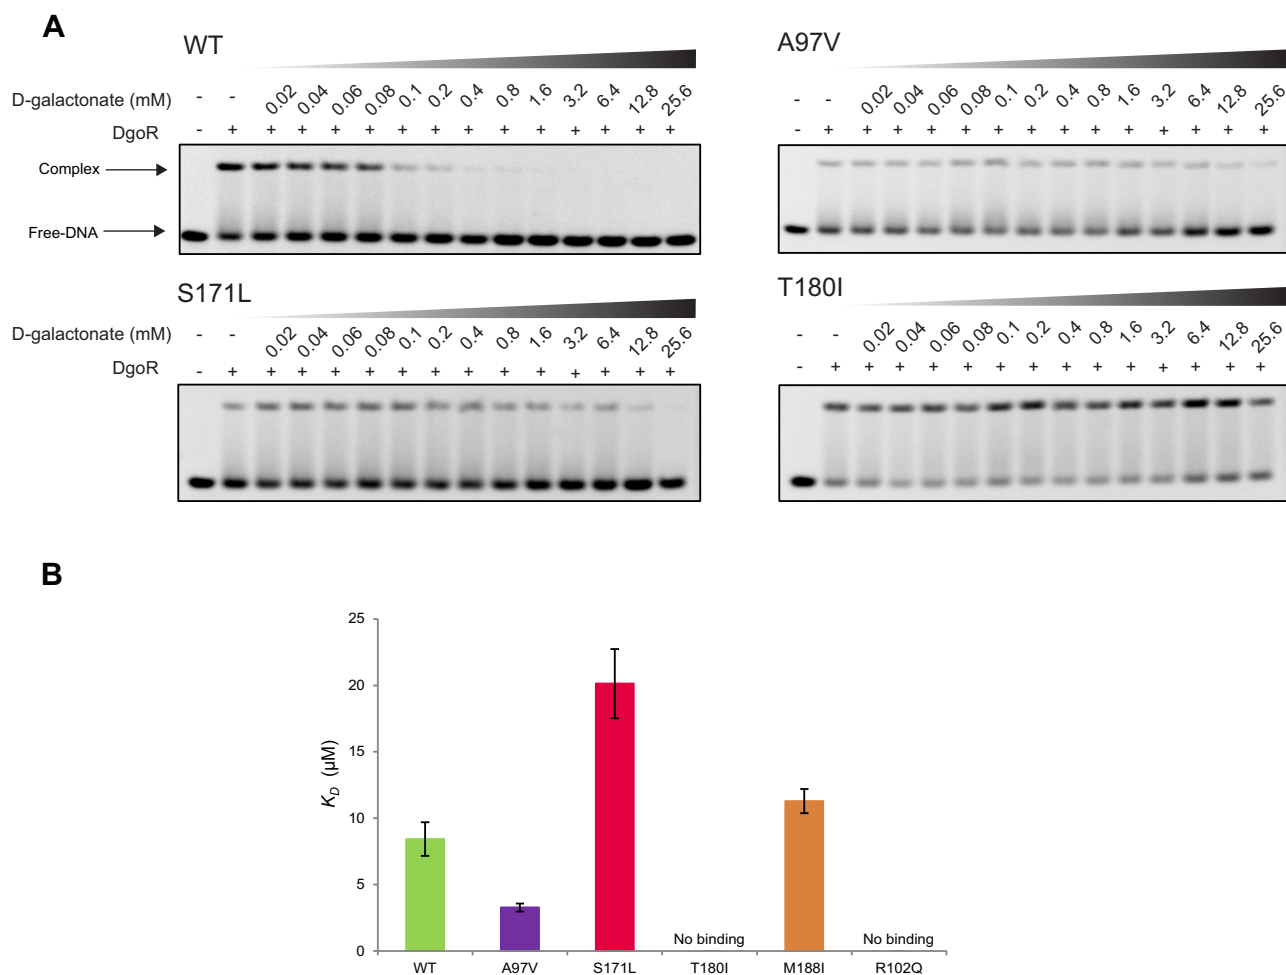 A
WT
D-galactonate (mM) - - 0.02 0.04 0.06 0.08 0.1 0.2 0.4 0.8 1.6 3.2 6.4 12.8 25.6
DgoR - + + + + + + + + + + + + + +
Complex
Free-DNA
A97V
- - 0.02 0.04 0.06 0.08 0.1 0.2 0.4 0.8 1.6 3.2 6.4 12.8 25.6
- + + + + + + + + + + + + + +
S171L
D-galactonate (mM) - - 0.02 0.04 0.06 0.08 0.1 0.2 0.4 0.8 1.6 3.2 6.4 12.8 25.6
DgoR - + + + + + + + + + + + + + +
T180I
- - 0.02 0.04 0.06 0.08 0.1 0.2 0.4 0.8 1.6 3.2 6.4 12.8 25.6
- + + + + + + + + + + + + + +
B
25
20
15
10
5
0
K_D (µM)
No binding
No binding
WT A97V S171L T180I M188I R102Q